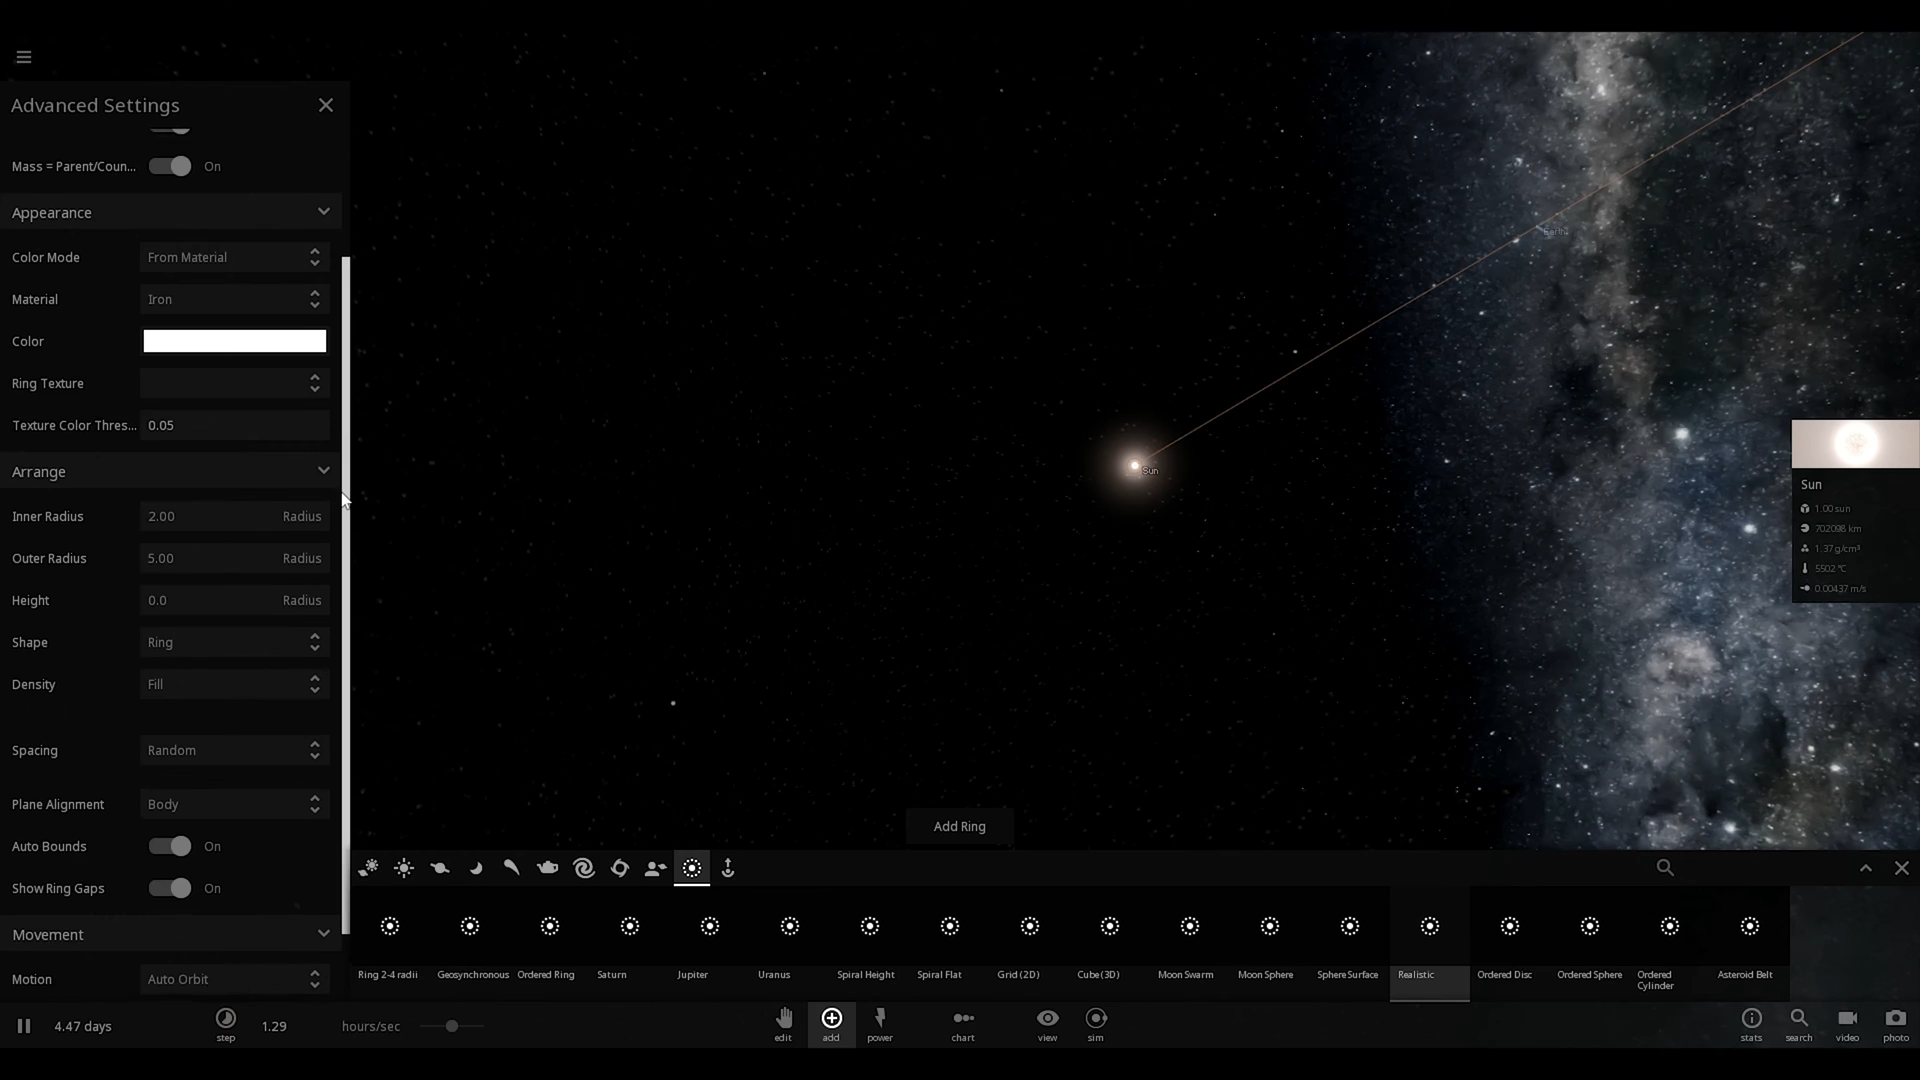 Advanced Settings
Mass = Parent/Coun... On
Appearance
Color Mode From Material
Material Iron
Color
Ring Texture
Texture Color Thres... 0.05
Arrange
Inner Radius 2.00 Radius
Outer Radius 5.00 Radius
Height 0.0 Radius
Shape Ring
Density Fill
Spacing Random
Plane Alignment Body
Auto Bounds On
Show Ring Gaps On
Movement
Motion Auto Orbit
Earth
Sun
Sun
1.00 sun
702098 km
1.37 g/cm³
5502 °C
0.00437 m/s
Add Ring
Ring 2-4 radii Geosynchronous Ordered Ring Saturn Jupiter Uranus Spiral Height Spiral Flat Grid (2D) Cube (3D) Moon Swarm Moon Sphere Sphere Surface Realistic Ordered Disc Ordered Sphere Ordered Cylinder Asteroid Belt
4.47 days step 1.29 hours/sec edit add power chart view sim stats search video photo